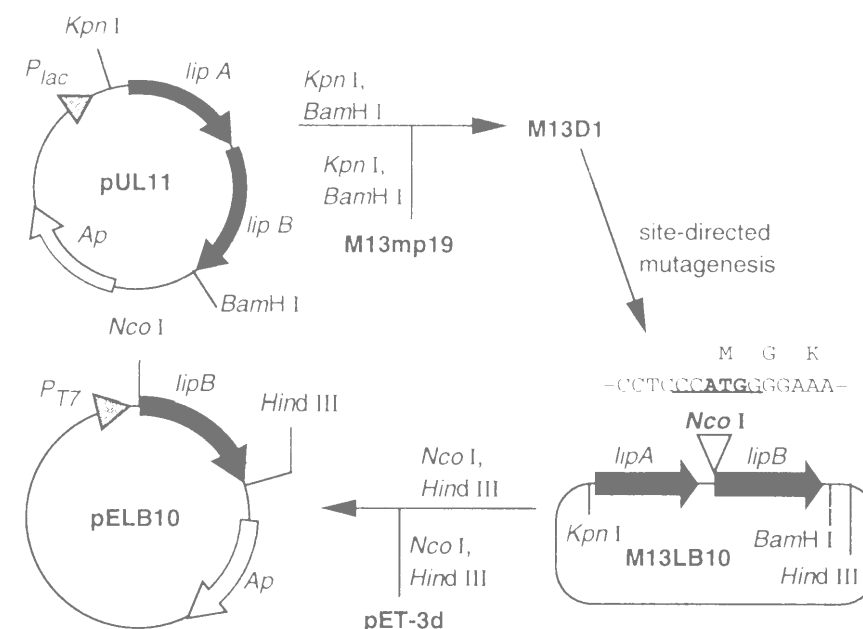 Kpn I
Plac
lip A
pUL11
lip B
Ap
BamH I
Kpn I,
BamH I
Kpn I,
BamH I
M13mp19
M13D1
site-directed
mutagenesis
M G K
-CCTCCCATGGGGAAA-
Nco I
lipA
lipB
Kpn I
BamH I
M13LB10
Hind III
Nco I,
Hind III
Nco I,
Hind III
pET-3d
Nco I
PT7
lipB
Hind III
pELB10
Ap